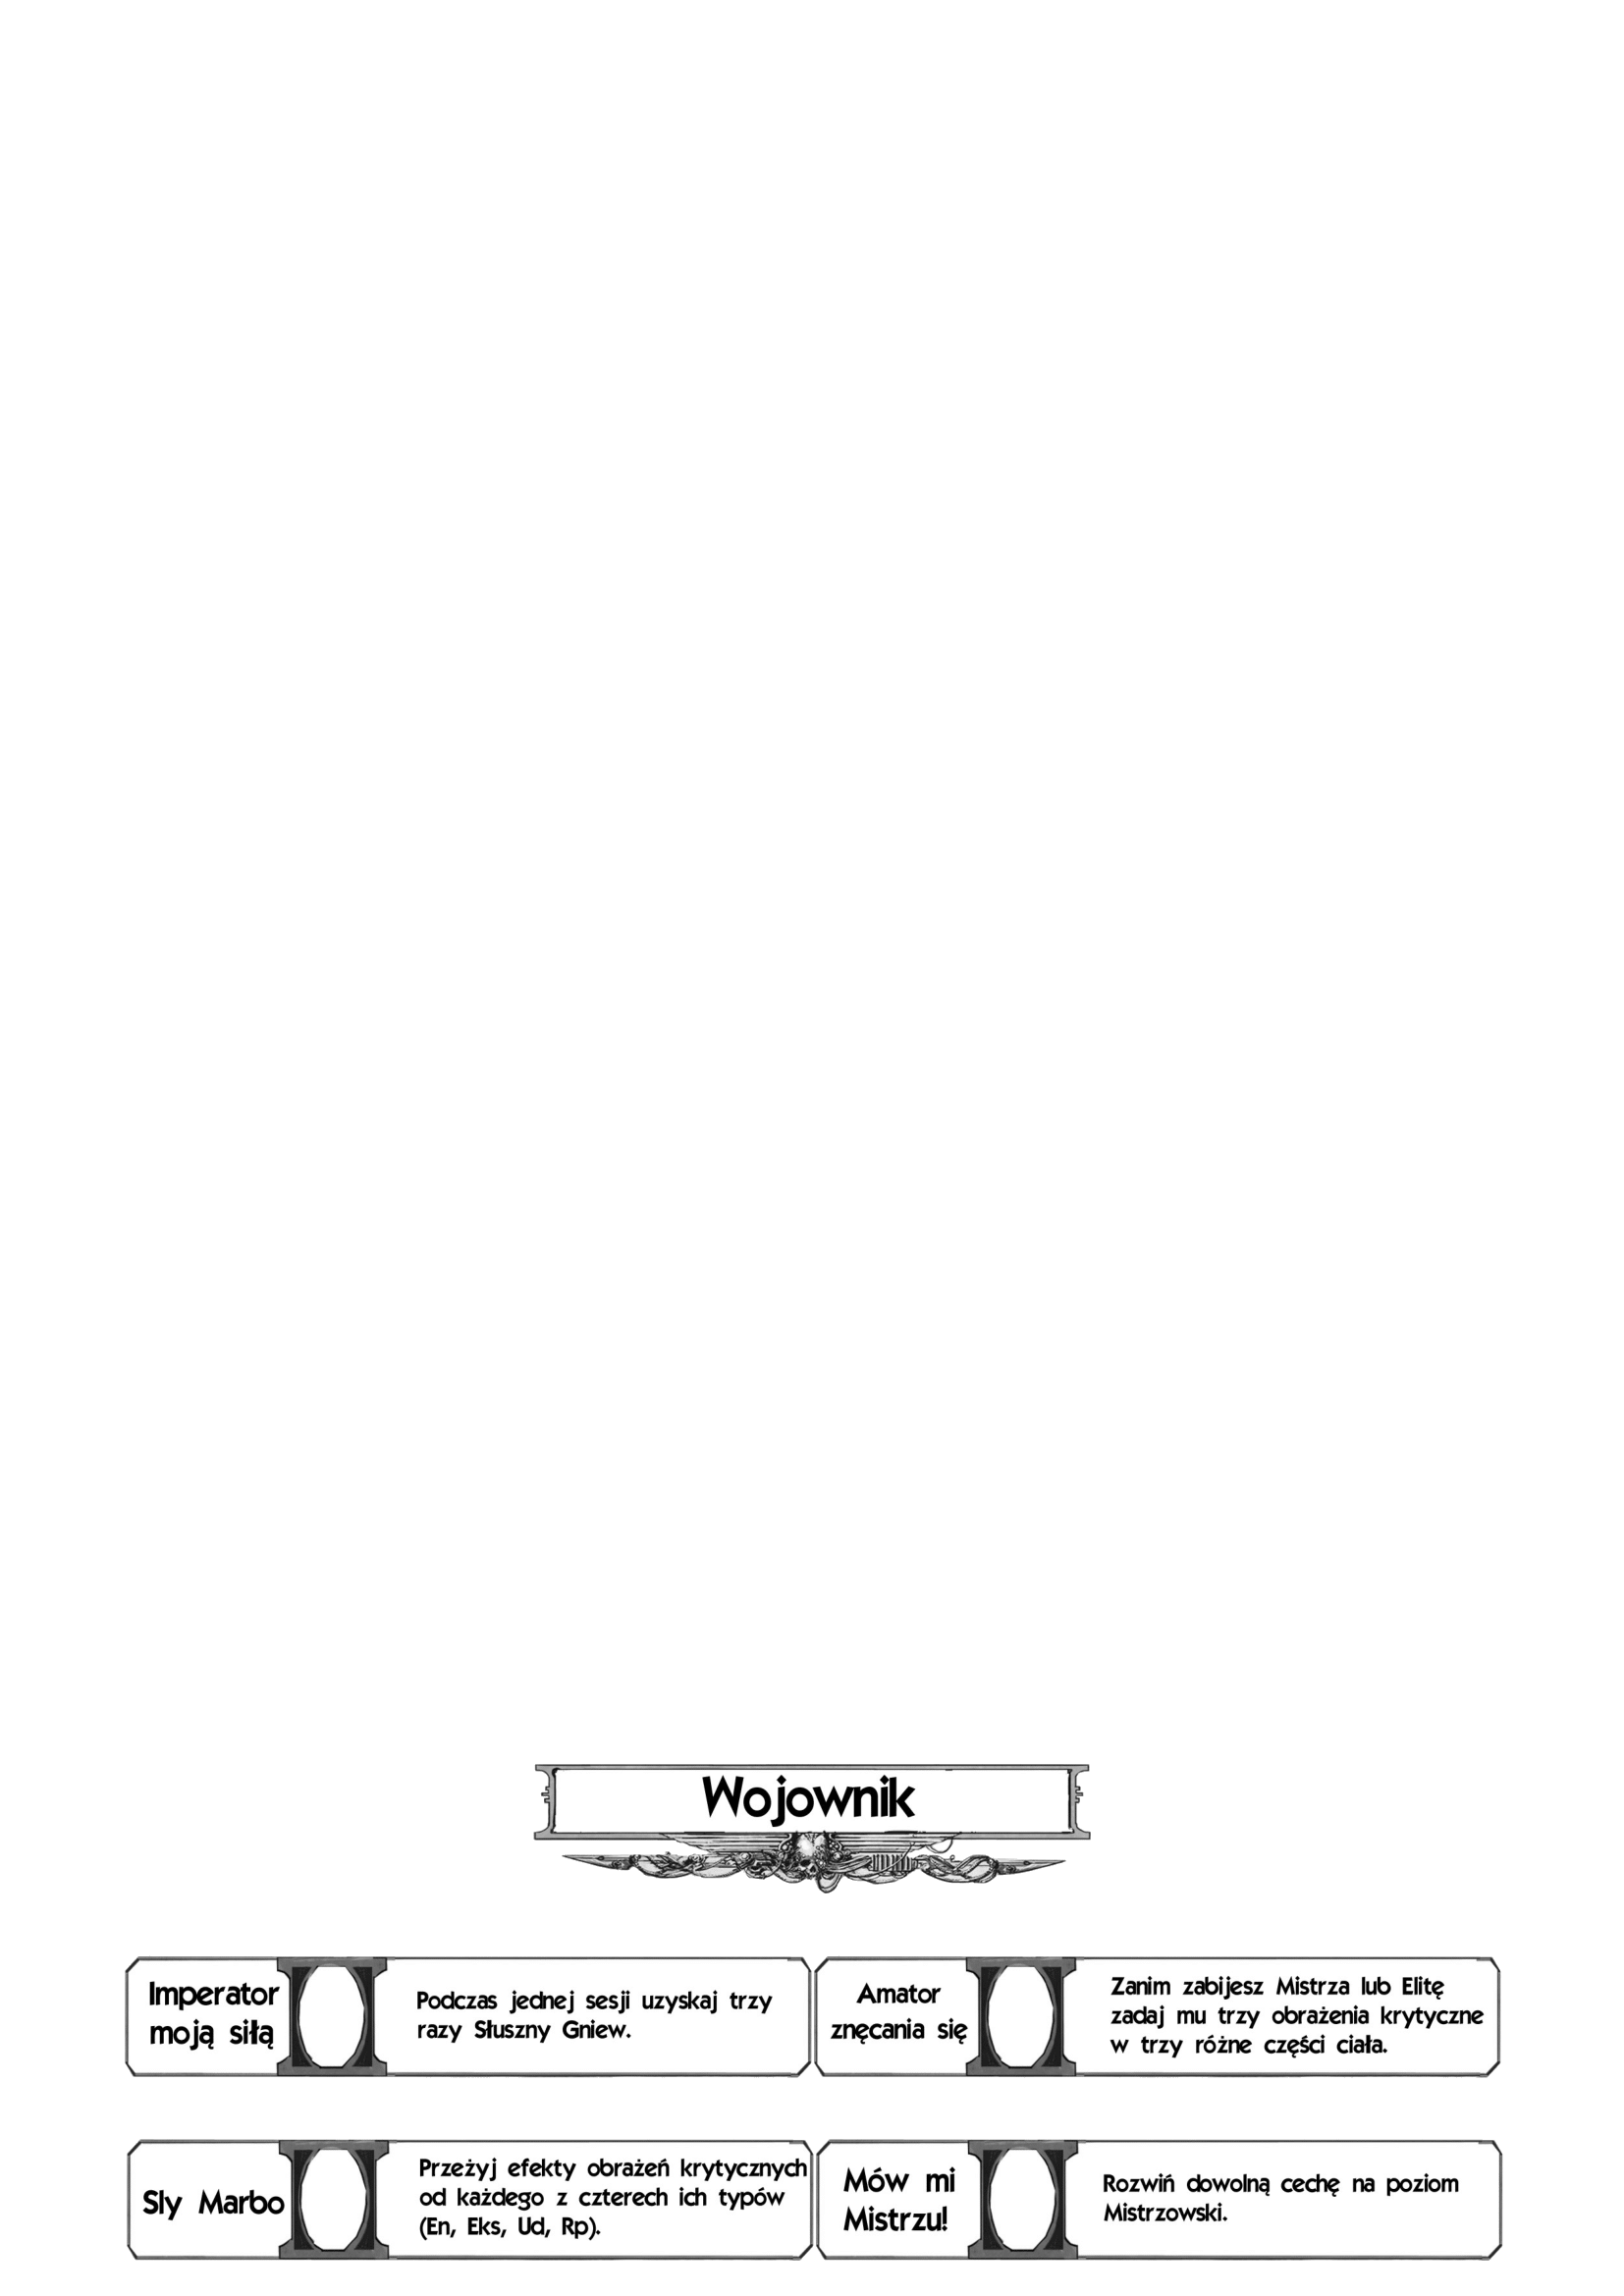 Wojownik
Imperator
moją siłą
Podczas jednej sesji uzyskaj trzy
razy Słuszny Gniew.
Amator
znęcania się
Zanim zabijesz Mistrza lub Elitę
zadaj mu trzy obrażenia krytyczne
w trzy różne części ciała.
Sly Marbo
Przeżyj efekty obrażeń krytycznych
od każdego z czterech ich typów
(En, Eks, Ud, Rp).
Mów mi
Mistrzu!
Rozwiń dowolną cechę na poziom
Mistrzowski.